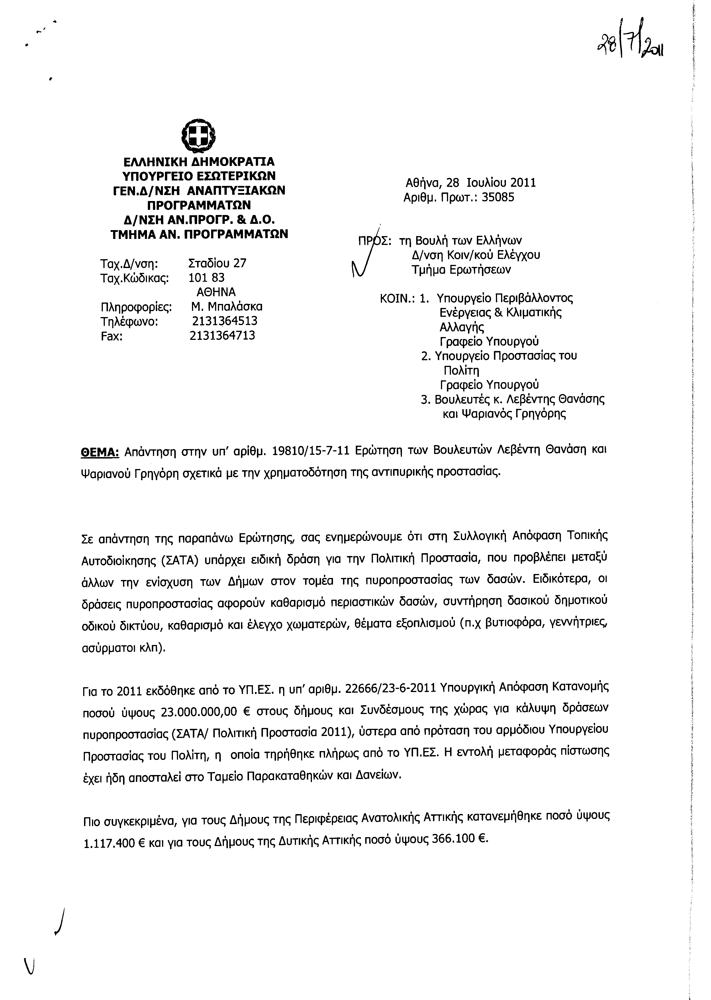 28/7/2011
ΕΛΛΗΝΙΚΗ ΔΗΜΟΚΡΑΤΙΑ
ΥΠΟΥΡΓΕΙΟ ΕΣΩΤΕΡΙΚΩΝ
ΓΕΝ.Δ/ΝΣΗ ΑΝΑΠΤΥΞΙΑΚΩΝ
ΠΡΟΓΡΑΜΜΑΤΩΝ
Δ/ΝΣΗ ΑΝ.ΠΡΟΓΡ. & Δ.Ο.
ΤΜΗΜΑ ΑΝ. ΠΡΟΓΡΑΜΜΑΤΩΝ
Ταχ.Δ/νση: Σταδίου 27
Ταχ.Κώδικας: 101 83
ΑΘΗΝΑ
Πληροφορίες: Μ. Μπαλάσκα
Τηλέφωνο: 2131364513
Fax: 2131364713
Αθήνα, 28 Ιουλίου 2011
Αριθμ. Πρωτ.: 35085
ΠΡΟΣ: τη Βουλή των Ελλήνων
Δ/νση Κοιν/κού Ελέγχου
Τμήμα Ερωτήσεων
ΚΟΙΝ.: 1. Υπουργείο Περιβάλλοντος
Ενέργειας & Κλιματικής
Αλλαγής
Γραφείο Υπουργού
2. Υπουργείο Προστασίας του
Πολίτη
Γραφείο Υπουργού
3. Βουλευτές κ. Λεβέντης Θανάσης
και Ψαριανός Γρηγόρης
ΘΕΜΑ: Απάντηση στην υπ’ αρίθμ. 19810/15-7-11 Ερώτηση των Βουλευτών Λεβέντη Θανάση και
Ψαριανού Γρηγόρη σχετικά με την χρηματοδότηση της αντιπυρικής προστασίας.
Σε απάντηση της παραπάνω Ερώτησης, σας ενημερώνουμε ότι στη Συλλογική Απόφαση Τοπικής
Αυτοδιοίκησης (ΣΑΤΑ) υπάρχει ειδική δράση για την Πολιτική Προστασία, που προβλέπει μεταξύ
άλλων την ενίσχυση των Δήμων στον τομέα της πυροπροστασίας των δασών. Ειδικότερα, οι
δράσεις πυροπροστασίας αφορούν καθαρισμό περιαστικών δασών, συντήρηση δασικού δημοτικού
οδικού δικτύου, καθαρισμό και έλεγχο χωματερών, θέματα εξοπλισμού (π.χ βυτιοφόρα, γεννήτριες,
ασύρματοι κλπ).
Για το 2011 εκδόθηκε από το ΥΠ.ΕΣ. η υπ’ αριθμ. 22666/23-6-2011 Υπουργική Απόφαση Κατανομής
ποσού ύψους 23.000.000,00 € στους δήμους και Συνδέσμους της χώρας για κάλυψη δράσεων
πυροπροστασίας (ΣΑΤΑ/ Πολιτική Προστασία 2011), ύστερα από πρόταση του αρμόδιου Υπουργείου
Προστασίας του Πολίτη, η οποία τηρήθηκε πλήρως από το ΥΠ.ΕΣ. Η εντολή μεταφοράς πίστωσης
έχει ήδη αποσταλεί στο Ταμείο Παρακαταθηκών και Δανείων.
Πιο συγκεκριμένα, για τους Δήμους της Περιφέρειας Ανατολικής Αττικής κατανεμήθηκε ποσό ύψους
1.117.400 € και για τους Δήμους της Δυτικής Αττικής ποσό ύψους 366.100 €.